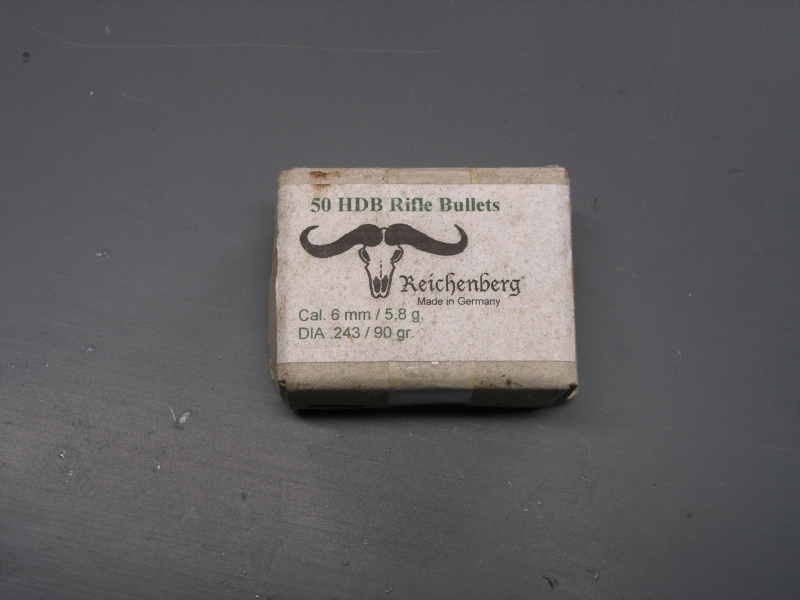 50 HDB Rifle Bullets
Reichenberg
Made in Germany
Cal. 6 mm / 5,8 g.
DIA .243 / 90 gr.